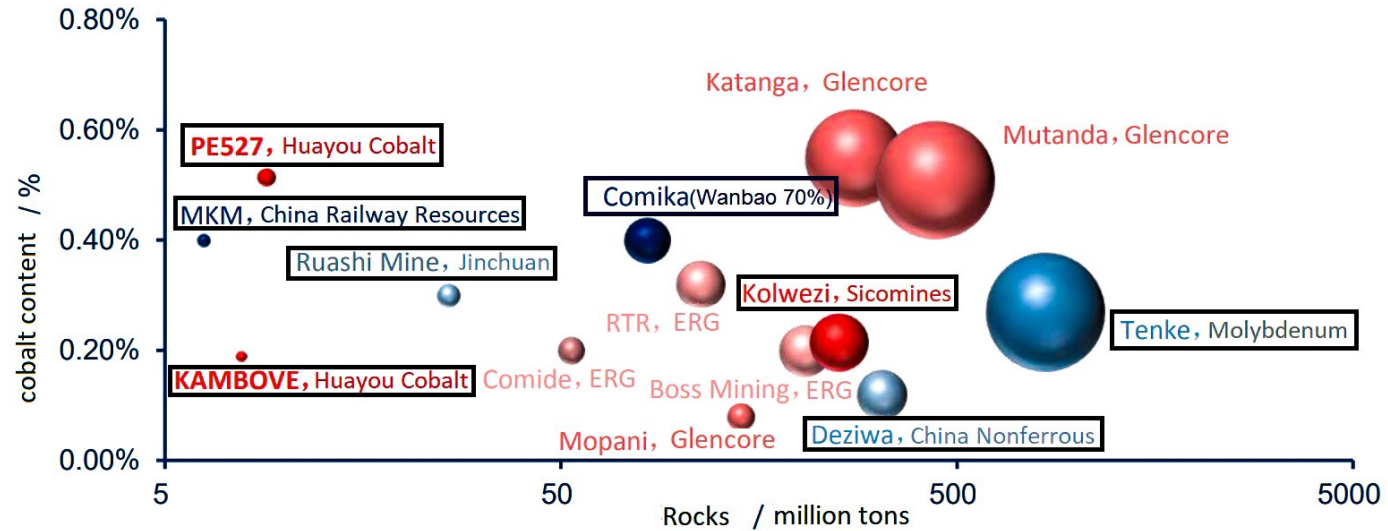 0.80%
Katanga，Glencore
0.60%
PE527，Huayou Cobalt
Mutanda，Glencore
Comika(Wanbao 70%)
MKM，China Railway Resources
cobalt content / %
0.40%
Ruashi Mine，Jinchuan
Kolwezi，Sicomines
RTR，ERG
Tenke，Molybdenum
0.20%
KAMBOVE，Huayou Cobalt
Comide，ERG
Boss Mining，ERG
Mopani，Glencore
Deziwa，China Nonferrous
0.00%
5
50
500
5000
Rocks / million tons